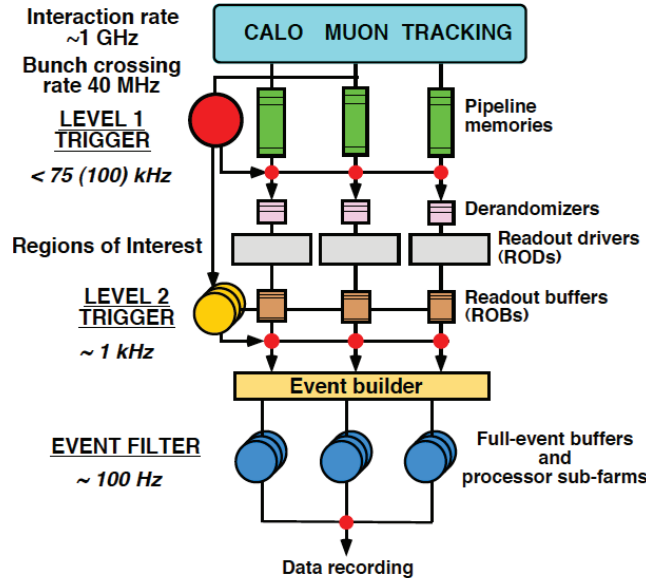 Interaction rate
~1 GHz
CALO MUON TRACKING
Bunch crossing
rate 40 MHz
LEVEL 1
TRIGGER
< 75 (100) kHz
Pipeline
memories
Derandomizers
Regions of Interest
Readout drivers
(RODs)
LEVEL 2
TRIGGER
~ 1 kHz
Readout buffers
(ROBs)
Event builder
EVENT FILTER
~ 100 Hz
Full-event buffers
and
processor sub-farms
Data recording